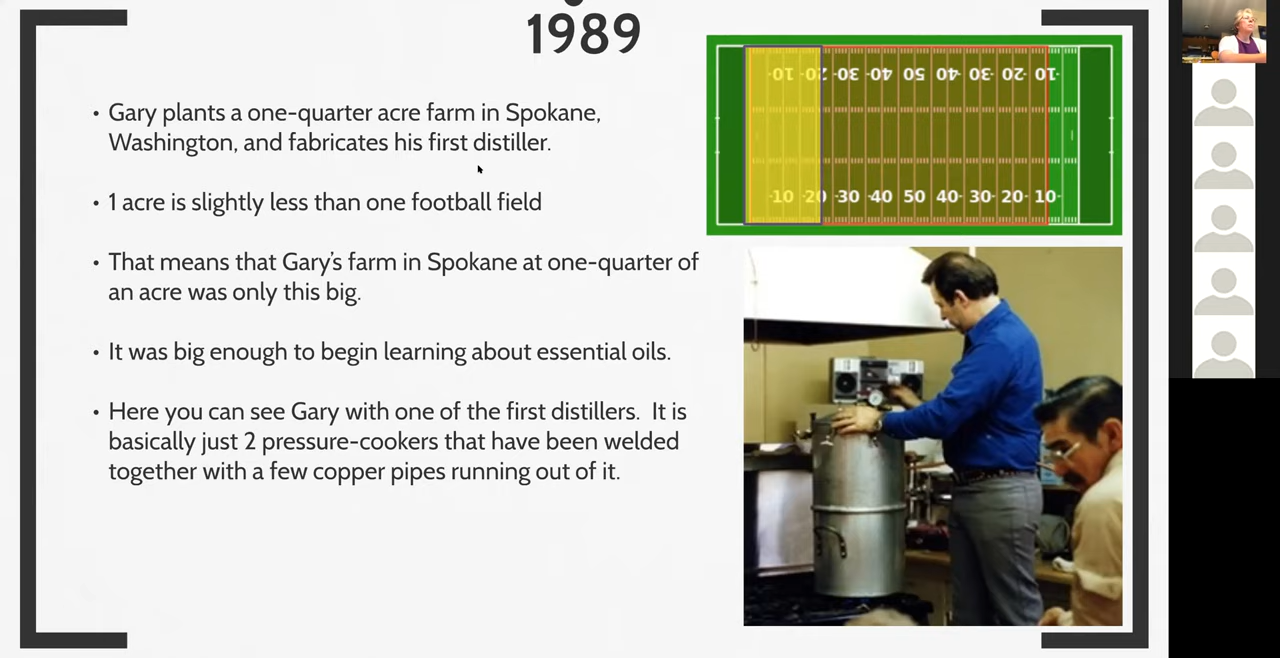 1989
• Gary plants a one-quarter acre farm in Spokane,
Washington, and fabricates his first distiller.
• 1 acre is slightly less than one football field
• That means that Gary’s farm in Spokane at one-quarter of
an acre was only this big.
• It was big enough to begin learning about essential oils.
• Here you can see Gary with one of the first distillers.  It is
basically just 2 pressure-cookers that have been welded
together with a few copper pipes running out of it.
10 20 30 40 50 40 30 20 10
10 20 30 40 50 40 30 20 10